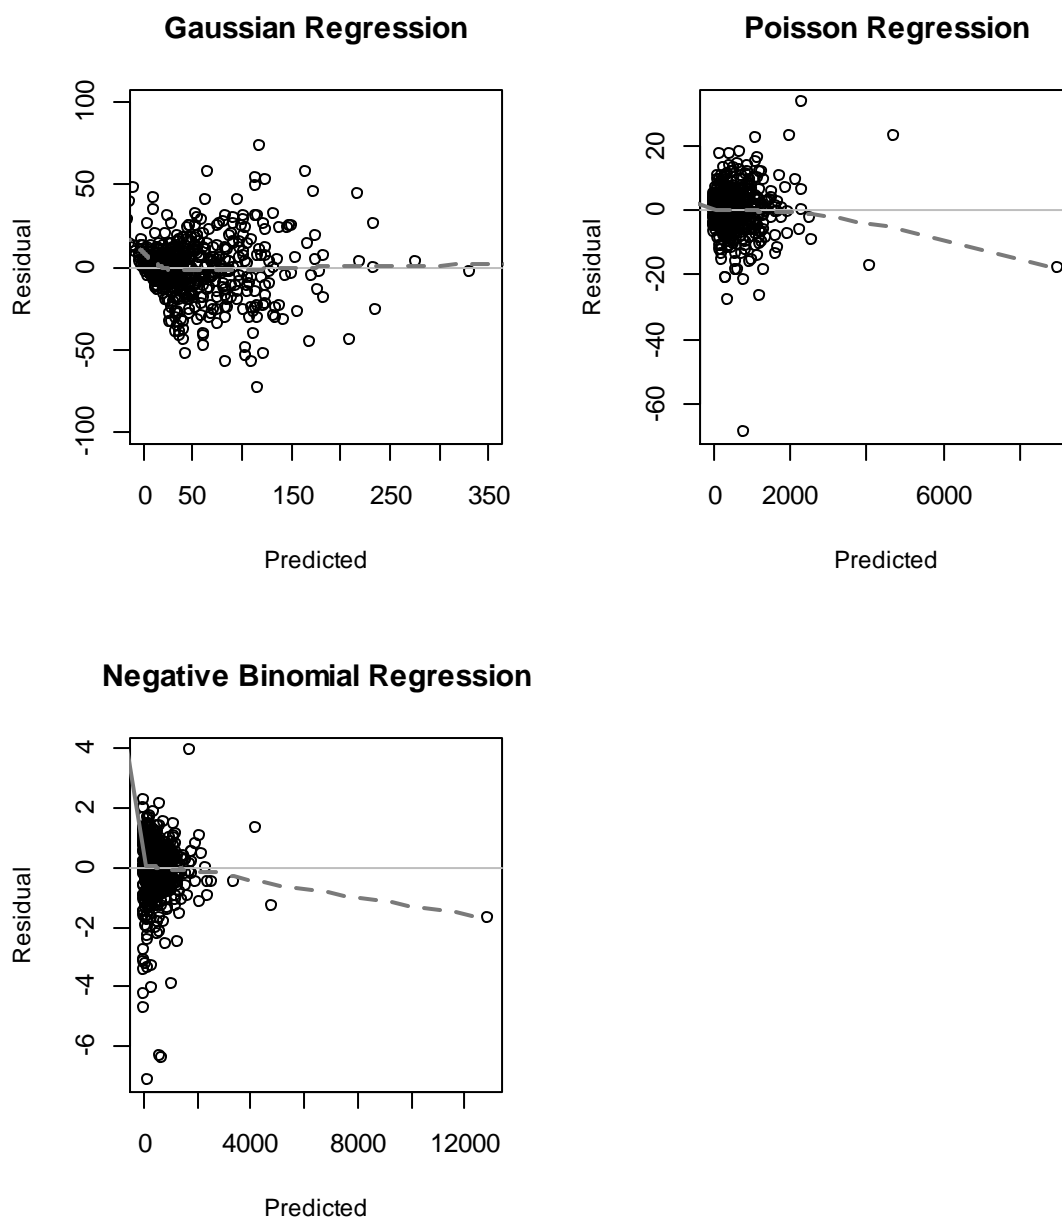 Gaussian Regression
100
50
0
-50
-100
Residual
0 50 150 250 350
Predicted
Poisson Regression
20
0
-20
-40
-60
Residual
0 2000 6000
Predicted
Negative Binomial Regression
4
2
0
-2
-4
-6
Residual
0 4000 12000
Predicted